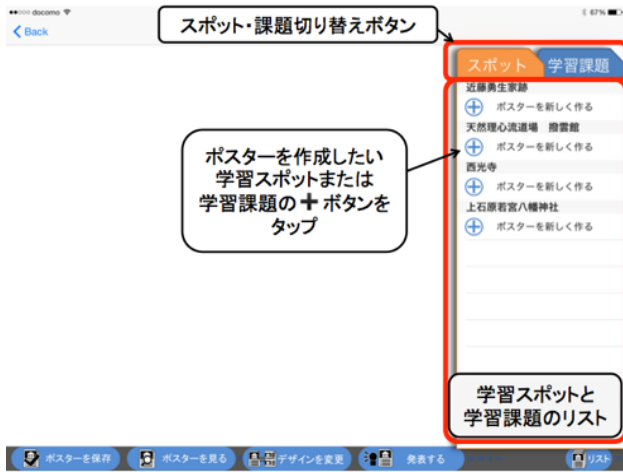 docomo
67%
Back
スポット・課題切り替えボタン
スポット 学習課題
近藤勇生家跡
ポスターを新しく作る
天然理心流道場 撥雲館
ポスターを新しく作る
西光寺
ポスターを新しく作る
上石原若宮八幡神社
ポスターを新しく作る
ポスターを作成したい
学習スポットまたは
学習課題の＋ボタンを
タップ
学習スポットと
学習課題のリスト
ポスターを保存 ポスターを見る デザインを変更 発表する リスト